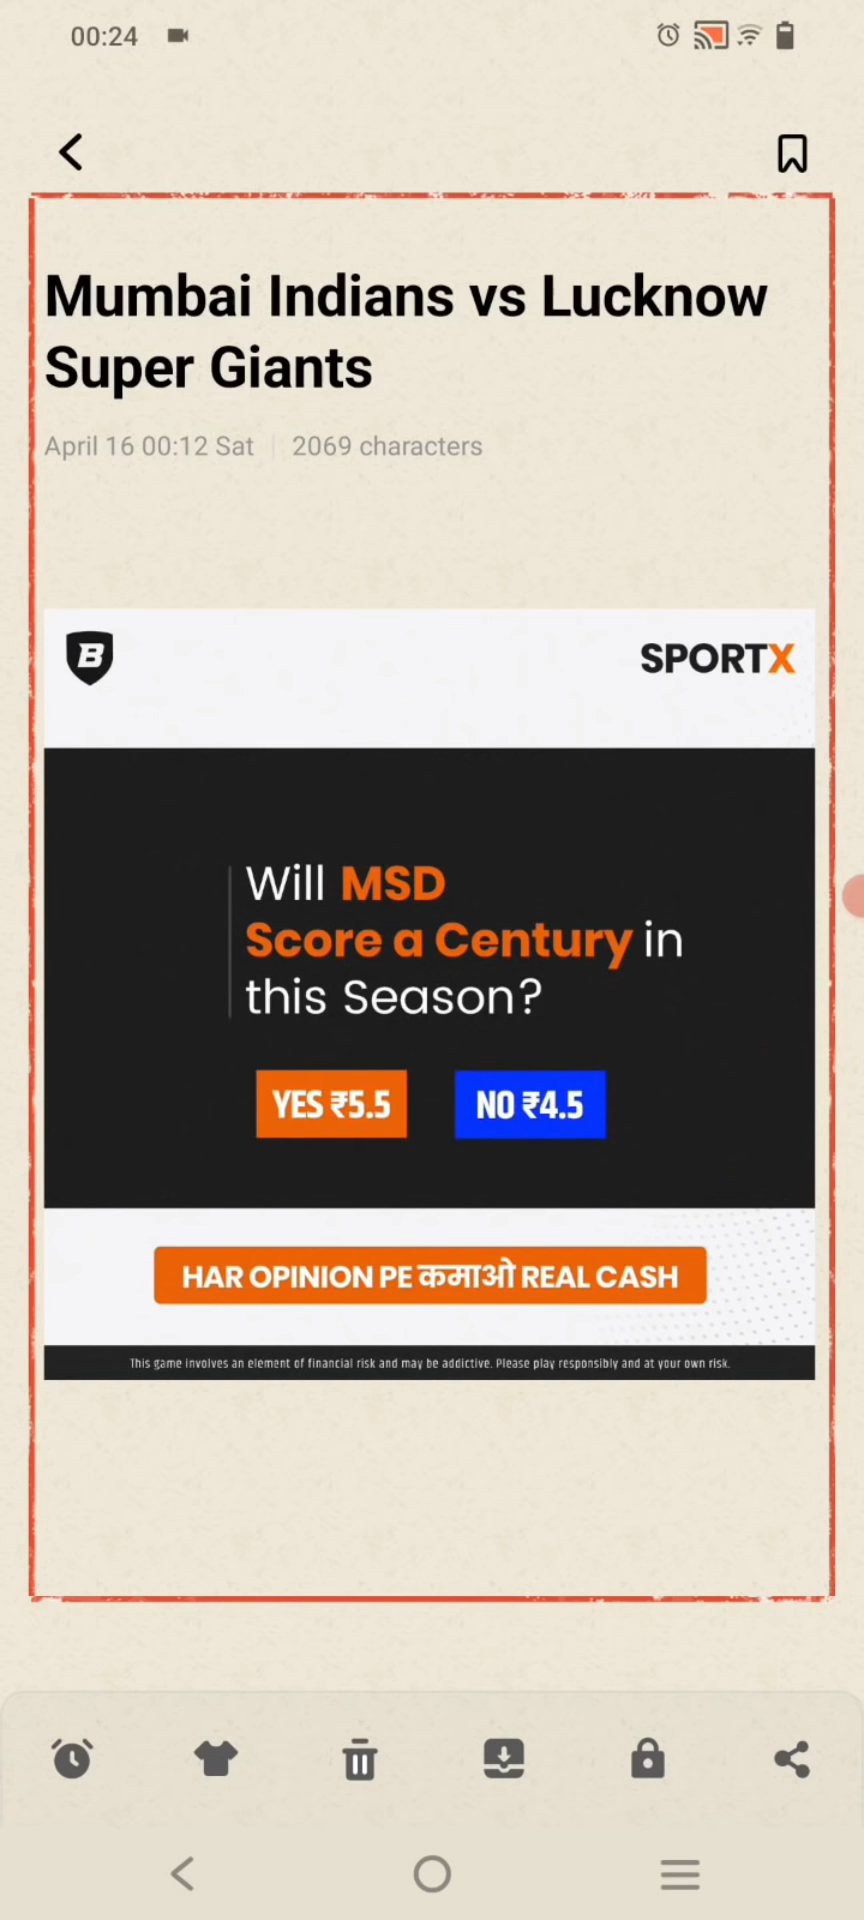 00:24
Mumbai Indians vs Lucknow
Super Giants
April 16 00:12 Sat | 2069 characters
B
SPORTX
Will MSD
Score a Century in
this Season?
YES ₹5.5
NO ₹4.5
HAR OPINION PE कमाओ REAL CASH
This game involves an element of financial risk and may be addictive. Please play responsibly and at your own risk.